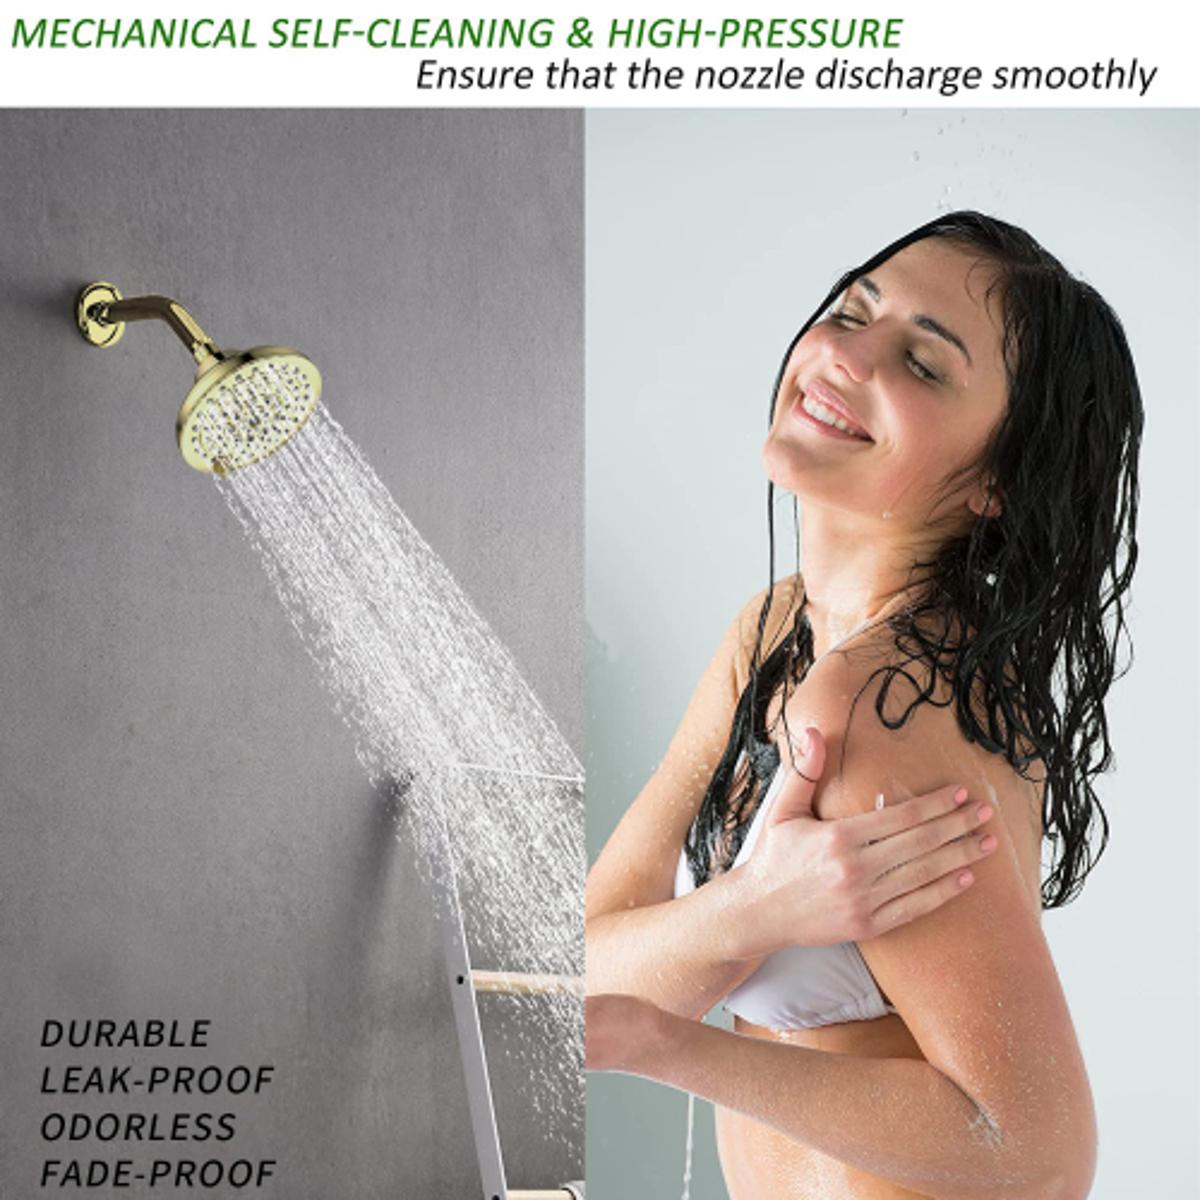 MECHANICAL SELF-CLEANING & HIGH-PRESSURE
Ensure that the nozzle discharge smoothly
DURABLE
LEAK-PROOF
ODORLESS
FADE-PROOF